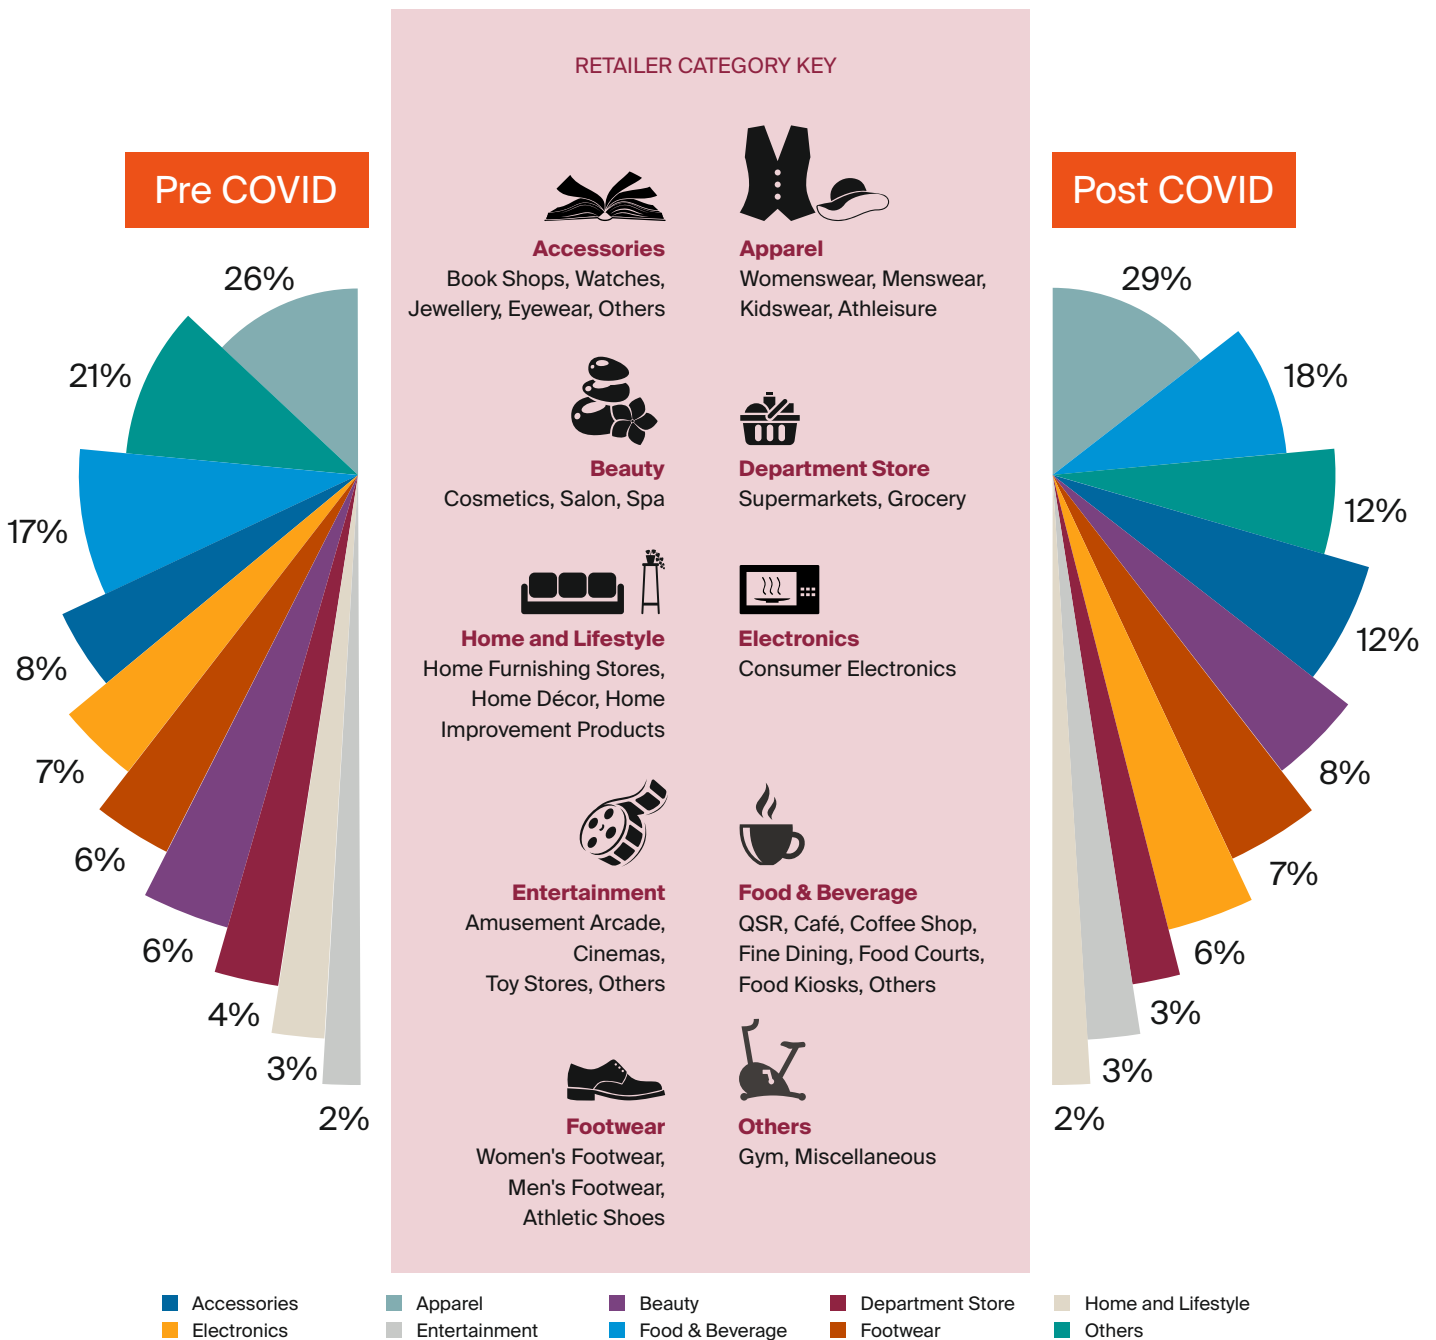 RETAILER CATEGORY KEY
Pre COVID
26%
21%
17%
8%
7%
6%
6%
4%
3%
2%
Accessories
Book Shops, Watches,
Jewellery, Eyewear, Others
Apparel
Womenswear, Menswear,
Kidswear, Athleisure
Beauty
Cosmetics, Salon, Spa
Department Store
Supermarkets, Grocery
Home and Lifestyle
Home Furnishing Stores,
Home Décor, Home
Improvement Products
Electronics
Consumer Electronics
Entertainment
Amusement Arcade,
Cinemas,
Toy Stores, Others
Food & Beverage
QSR, Café, Coffee Shop,
Fine Dining, Food Courts,
Food Kiosks, Others
Footwear
Women's Footwear,
Men's Footwear,
Athletic Shoes
Others
Gym, Miscellaneous
Post COVID
29%
18%
12%
12%
8%
7%
6%
3%
3%
2%
Accessories
Apparel
Beauty
Department Store
Home and Lifestyle
Electronics
Entertainment
Food & Beverage
Footwear
Others